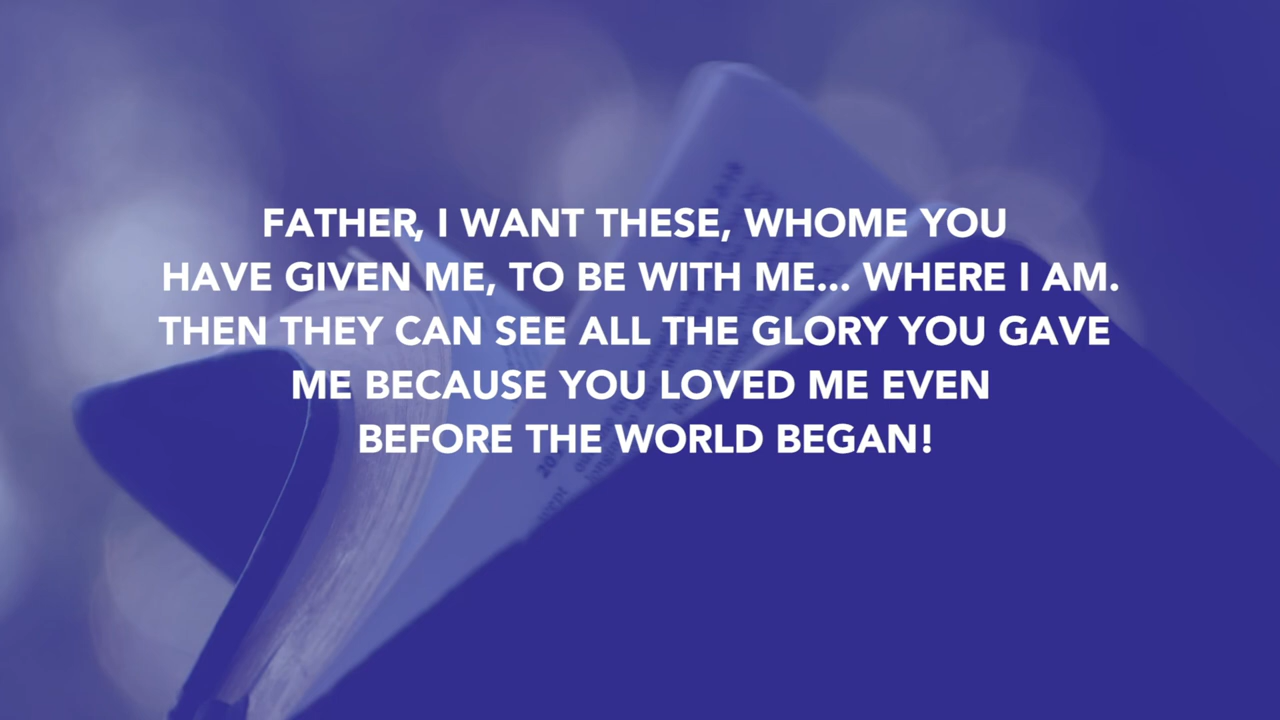 FATHER, I WANT THESE, WHOME YOU
HAVE GIVEN ME, TO BE WITH ME... WHERE I AM.
THEN THEY CAN SEE ALL THE GLORY YOU GAVE
ME BECAUSE YOU LOVED ME EVEN
BEFORE THE WORLD BEGAN!